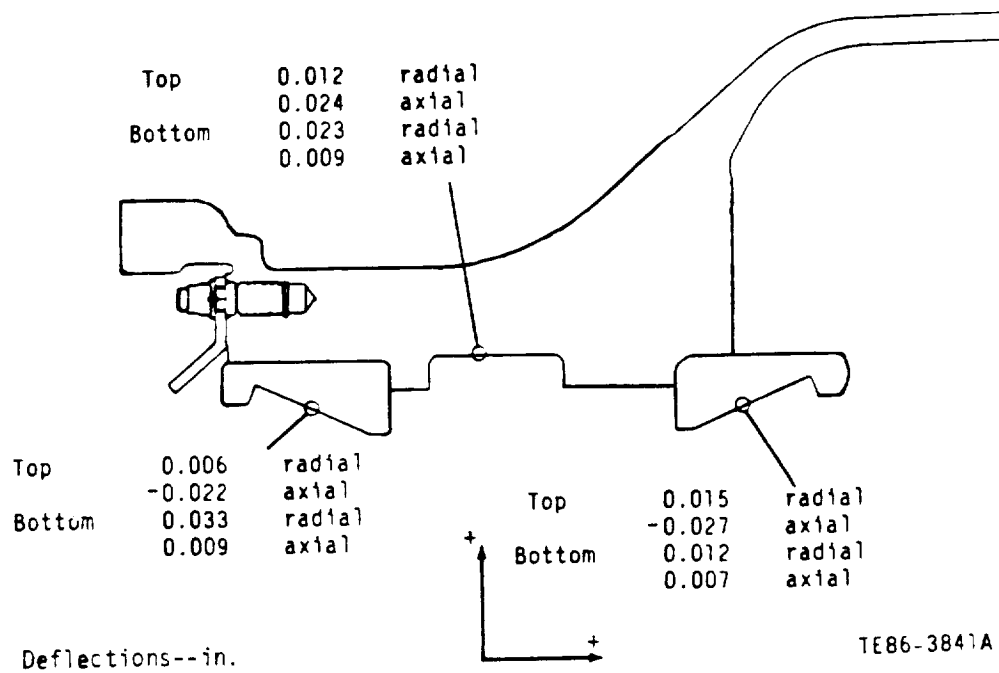 Top 0.012 radial
0.024 axial
Bottom 0.023 radial
0.009 axial
Top 0.006 radial
-0.022 axial
Bottom 0.033 radial
0.009 axial
Top 0.015 radial
-0.027 axial
Bottom 0.012 radial
0.007 axial
+
+
Deflections--in.
TE86-3841A